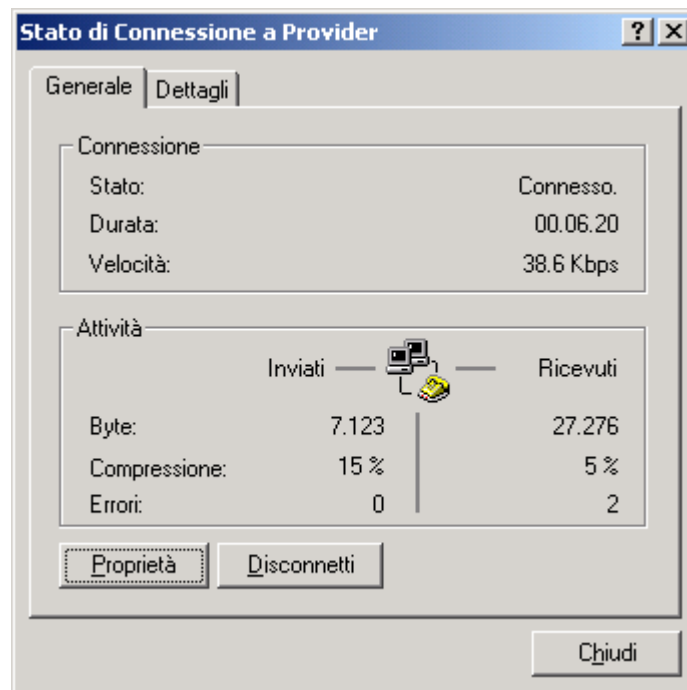 Stato di Connessione a Provider
Generale Dettagli
Connessione
Stato: Connesso.
Durata: 00.06.20
Velocità: 38.6 Kbps
Attività
Inviati Ricevuti
Byte: 7.123 27.276
Compressione: 15 % 5 %
Errori: 0 2
Proprietà Disconnetti
Chiudi